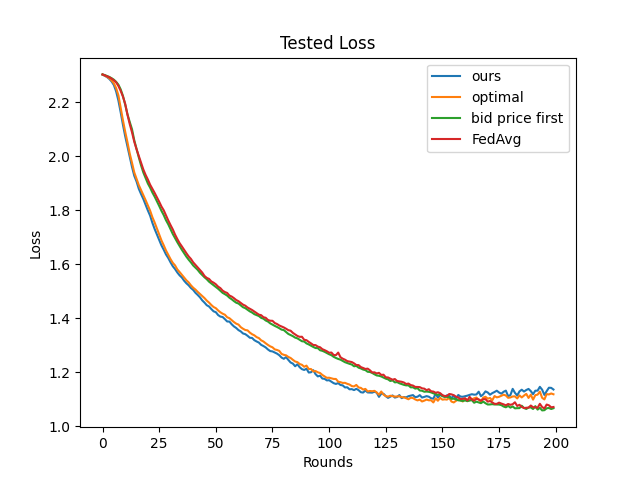 Tested Loss
ours
optimal
bid price first
FedAvg
Loss
2.2
2.0
1.8
1.6
1.4
1.2
1.0
0 25 50 75 100 125 150 175 200
Rounds